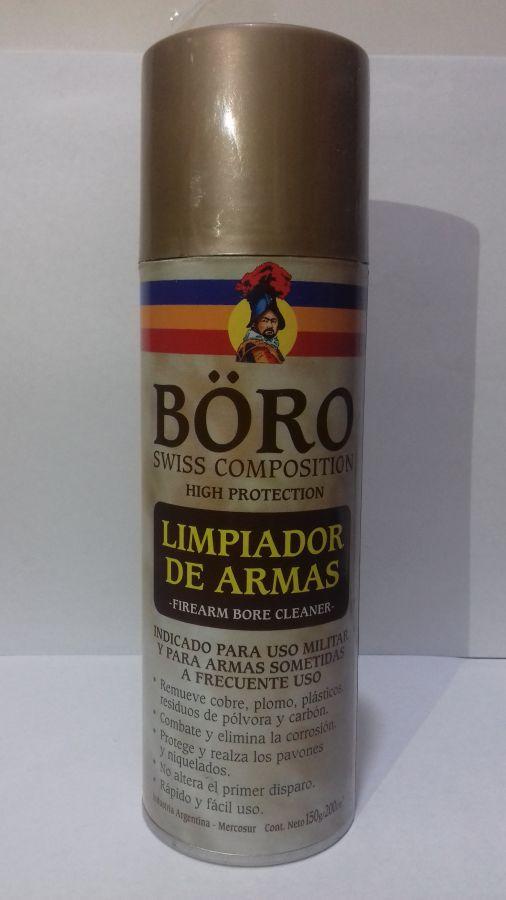 BÖRO
SWISS COMPOSITION
HIGH PROTECTION
LIMPIADOR
DE ARMAS
-FIREARM BORE CLEANER-
INDICADO PARA USO MILITAR
Y PARA ARMAS SOMETIDAS
A FRECUENTE USO
• Remueve cobre, plomo, plásticos,
residuos de pólvora y carbón.
• Combate y elimina la corrosión.
• Protege y realza los pavones
y niquelados.
• No altera el primer disparo.
• Rápido y fácil uso.
Industria Argentina - Mercosur Cont. Neto 150g/200cm³